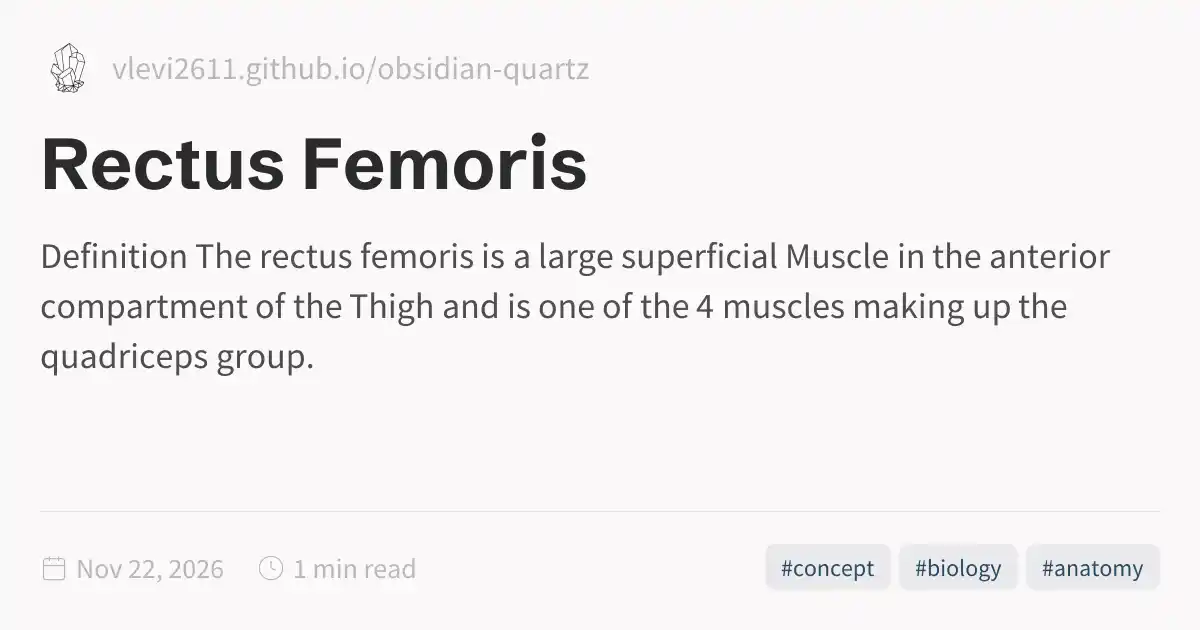 vlevi2611.github.io/obsidian-quartz
Rectus Femoris
Definition The rectus femoris is a large superficial Muscle in the anterior
compartment of the Thigh and is one of the 4 muscles making up the
quadriceps group.
Nov 22, 2026 1 min read #concept #biology #anatomy